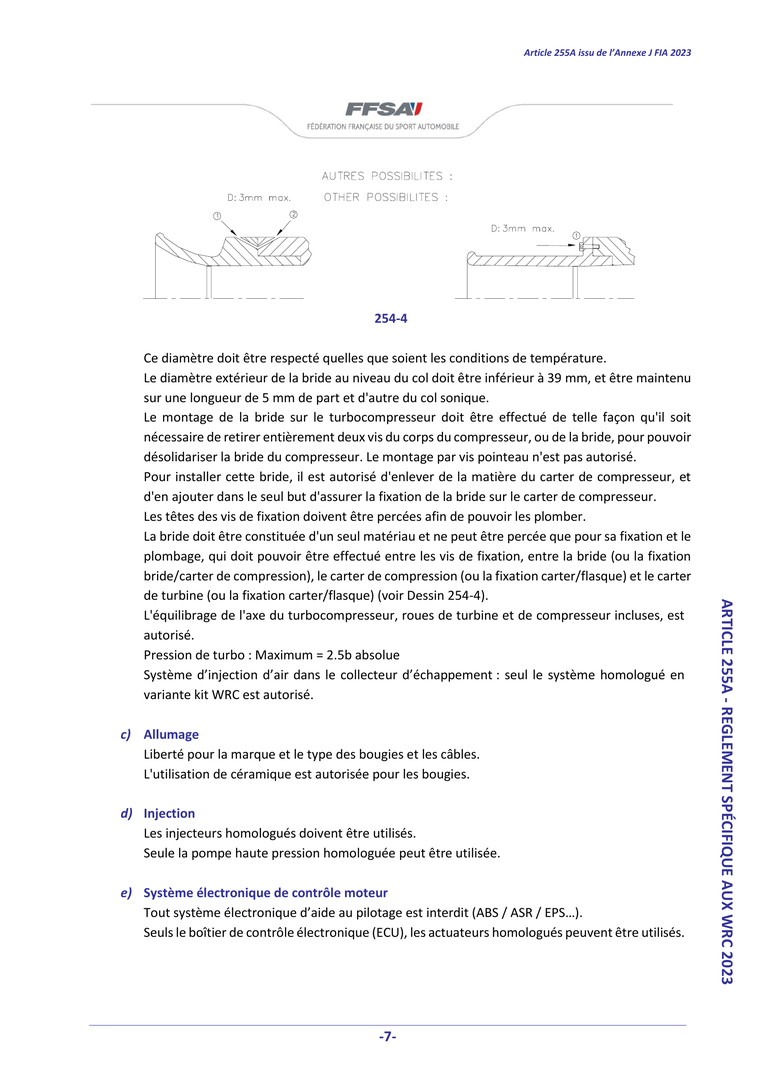 Article 255A issu de l'Annexe J FIA 2023
FFSA
FÉDÉRATION FRANÇAISE DU SPORT AUTOMOBILE
AUTRES POSSIBILITES :
OTHER POSSIBILITES :
D: 3mm max.
1
2
D: 3mm max.
1
254-4
Ce diamètre doit être respecté quelles que soient les conditions de température.
Le diamètre extérieur de la bride au niveau du col doit être inférieur à 39 mm, et être maintenu
sur une longueur de 5 mm de part et d'autre du col sonique.
Le montage de la bride sur le turbocompresseur doit être effectué de telle façon qu'il soit
nécessaire de retirer entièrement deux vis du corps du compresseur, ou de la bride, pour pouvoir
désolidariser la bride du compresseur. Le montage par vis pointeau n'est pas autorisé.
Pour installer cette bride, il est autorisé d'enlever de la matière du carter de compresseur, et
d'en ajouter dans le seul but d'assurer la fixation de la bride sur le carter de compresseur.
Les têtes des vis de fixation doivent être percées afin de pouvoir les plomber.
La bride doit être constituée d'un seul matériau et ne peut être percée que pour sa fixation et le
plombage, qui doit pouvoir être effectué entre les vis de fixation, entre la bride (ou la fixation
bride/carter de compression), le carter de compression (ou la fixation carter/flasque) et le carter
de turbine (ou la fixation carter/flasque) (voir Dessin 254-4).
L'équilibrage de l'axe du turbocompresseur, roues de turbine et de compresseur incluses, est
autorisé.
Pression de turbo : Maximum = 2.5b absolue
Système d’injection d’air dans le collecteur d’échappement : seul le système homologué en
variante kit WRC est autorisé.
c) Allumage
Liberté pour la marque et le type des bougies et les câbles.
L'utilisation de céramique est autorisée pour les bougies.
d) Injection
Les injecteurs homologués doivent être utilisés.
Seule la pompe haute pression homologuée peut être utilisée.
e) Système électronique de contrôle moteur
Tout système électronique d’aide au pilotage est interdit (ABS / ASR / EPS…).
Seuls le boîtier de contrôle électronique (ECU), les actuateurs homologués peuvent être utilisés.
ARTICLE 255A - REGLEMENT SPÉCIFIQUE AUX WRC 2023
-7-